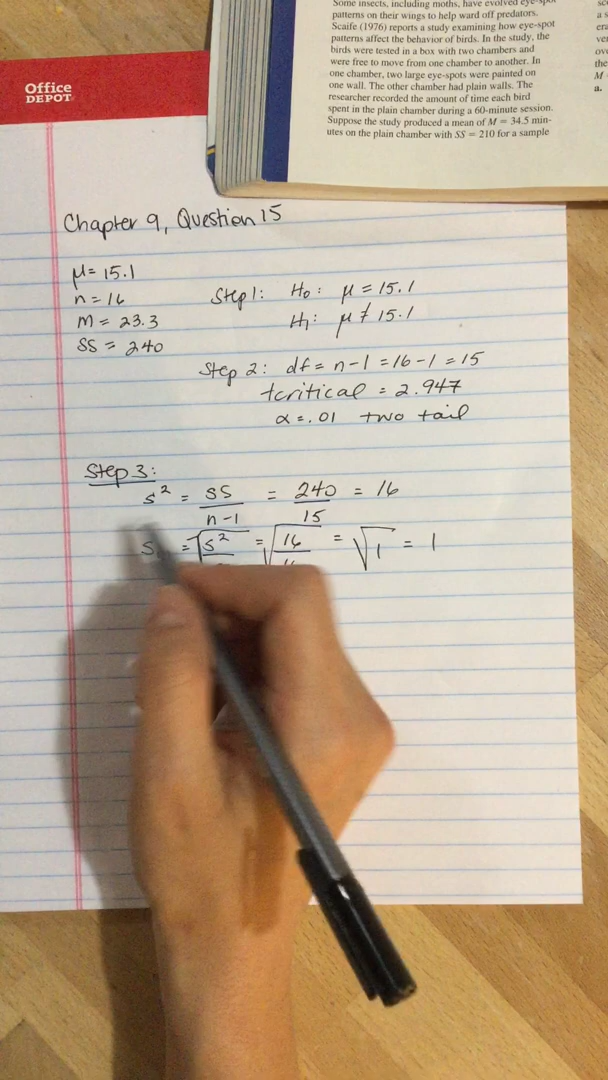 Some insects, including moths, have evolved eye-spot
patterns on their wings to help ward off predators.
Scaife (1976) reports a study examining how eye-spot
patterns affect the behavior of birds. In the study, the
birds were tested in a box with two chambers and
were free to move from one chamber to another. In
one chamber, two large eye-spots were painted on
one wall. The other chamber had plain walls. The
researcher recorded the amount of time each bird
spent in the plain chamber during a 60-minute session.
Suppose the study produced a mean of M = 34.5 min-
utes on the plain chamber with SS = 210 for a sample
a s
the
M
a.
Office
DEPOT
Chapter 9, Question 15
μ = 15.1
n = 16
M = 23.3
SS = 240
Step 1: H₀: μ = 15.1
H₁: μ ≠ 15.1
Step 2: df = n-1 = 16-1 = 15
tcritical = 2.947
α = .01 two tail
Step 3:
s² = SS/n-1 = 240/15 = 16
= √s² = √16 = √1 = 1